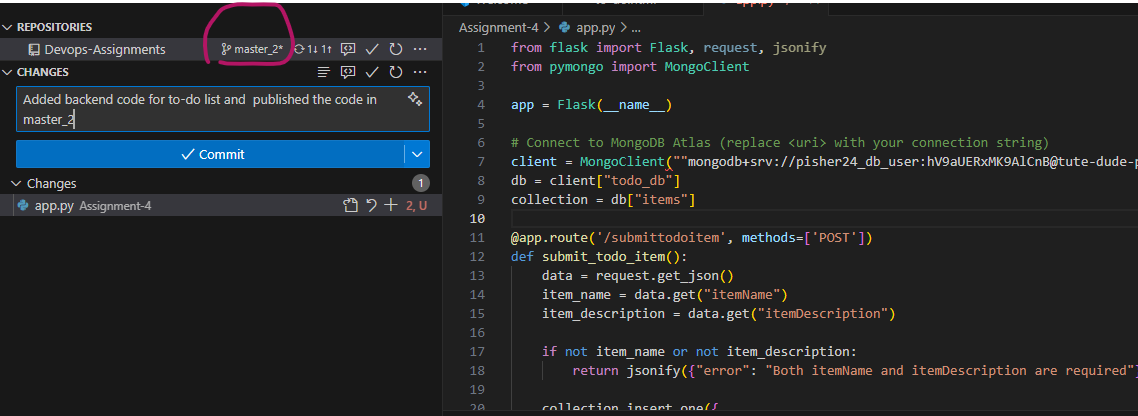 REPOSITORIES
Devops-Assignments master_2* 1↓ 1↑
CHANGES
Added backend code for to-do list and published the code in
master_2
Commit
Changes 1
app.py Assignment-4 2, U
Assignment-4 > app.py > ...
1 from flask import Flask, request, jsonify
2 from pymongo import MongoClient
3
4 app = Flask(__name__)
5
6 # Connect to MongoDB Atlas (replace <uri> with your connection string)
7 client = MongoClient(""mongodb+srv://pisher24_db_user:hV9aUERxMK9AlCnB@tute-dude-p
8 db = client["todo_db"]
9 collection = db["items"]
10
11 @app.route('/submittodoitem', methods=['POST'])
12 def submit_todo_item():
13 data = request.get_json()
14 item_name = data.get("itemName")
15 item_description = data.get("itemDescription")
16
17 if not item_name or not item_description:
18 return jsonify({"error": "Both itemName and itemDescription are required"}
19
20 collection.insert_one({